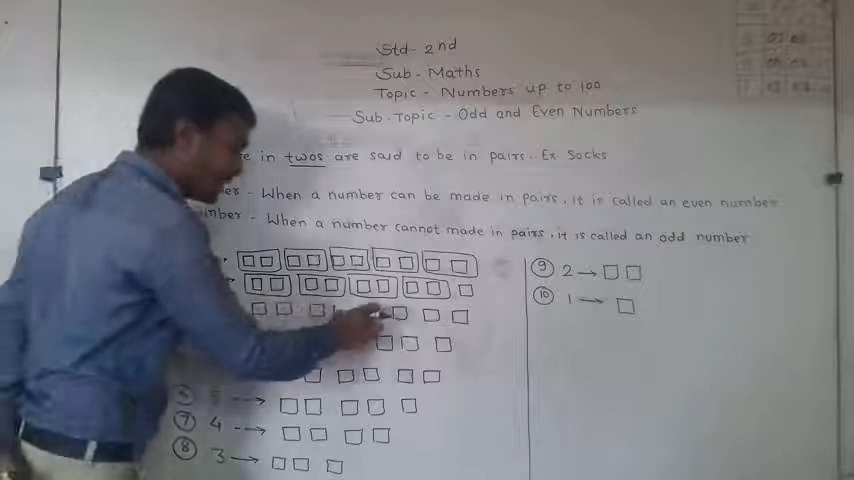 Std- 2nd
Sub- Maths
Topic - Numbers up to 100
Sub-Topic - Odd and Even Numbers
in twos are said to be in pairs. Ex Socks
- When a number can be made in pairs, it is called an even number
- When a number cannot made in pairs, it is called an odd number
⑥ 5 →
⑦ 4 →
⑧ 3 →
⑨ 2 →
⑩ 1 →